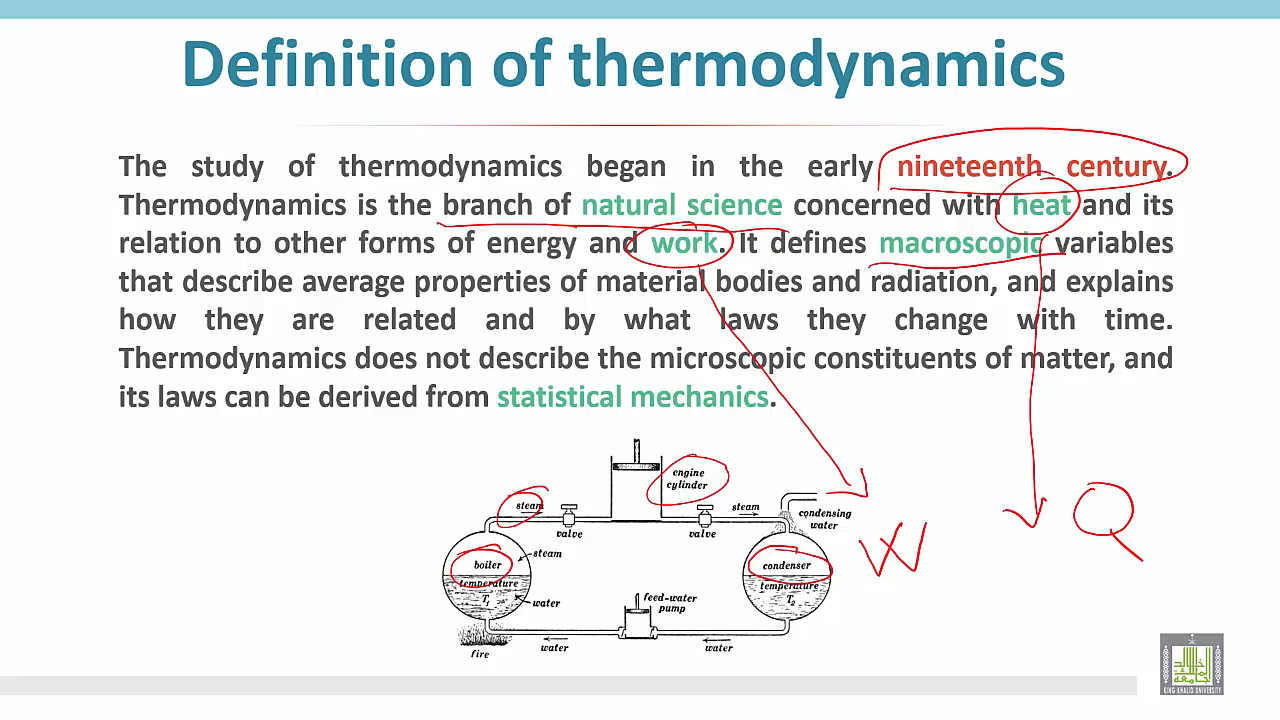 Definition of thermodynamics
The study of thermodynamics began in the early nineteenth century.
Thermodynamics is the branch of natural science concerned with heat and its
relation to other forms of energy and work. It defines macroscopic variables
that describe average properties of material bodies and radiation, and explains
how they are related and by what laws they change with time.
Thermodynamics does not describe the microscopic constituents of matter, and
its laws can be derived from statistical mechanics.
engine
cylinder
steam
valve
steam
valve
condensing
water
W
Q
boiler
steam
temperature
T1
water
condenser
temperature
T2
feed-water
pump
fire
water
water
KING KHALID UNIVERSITY